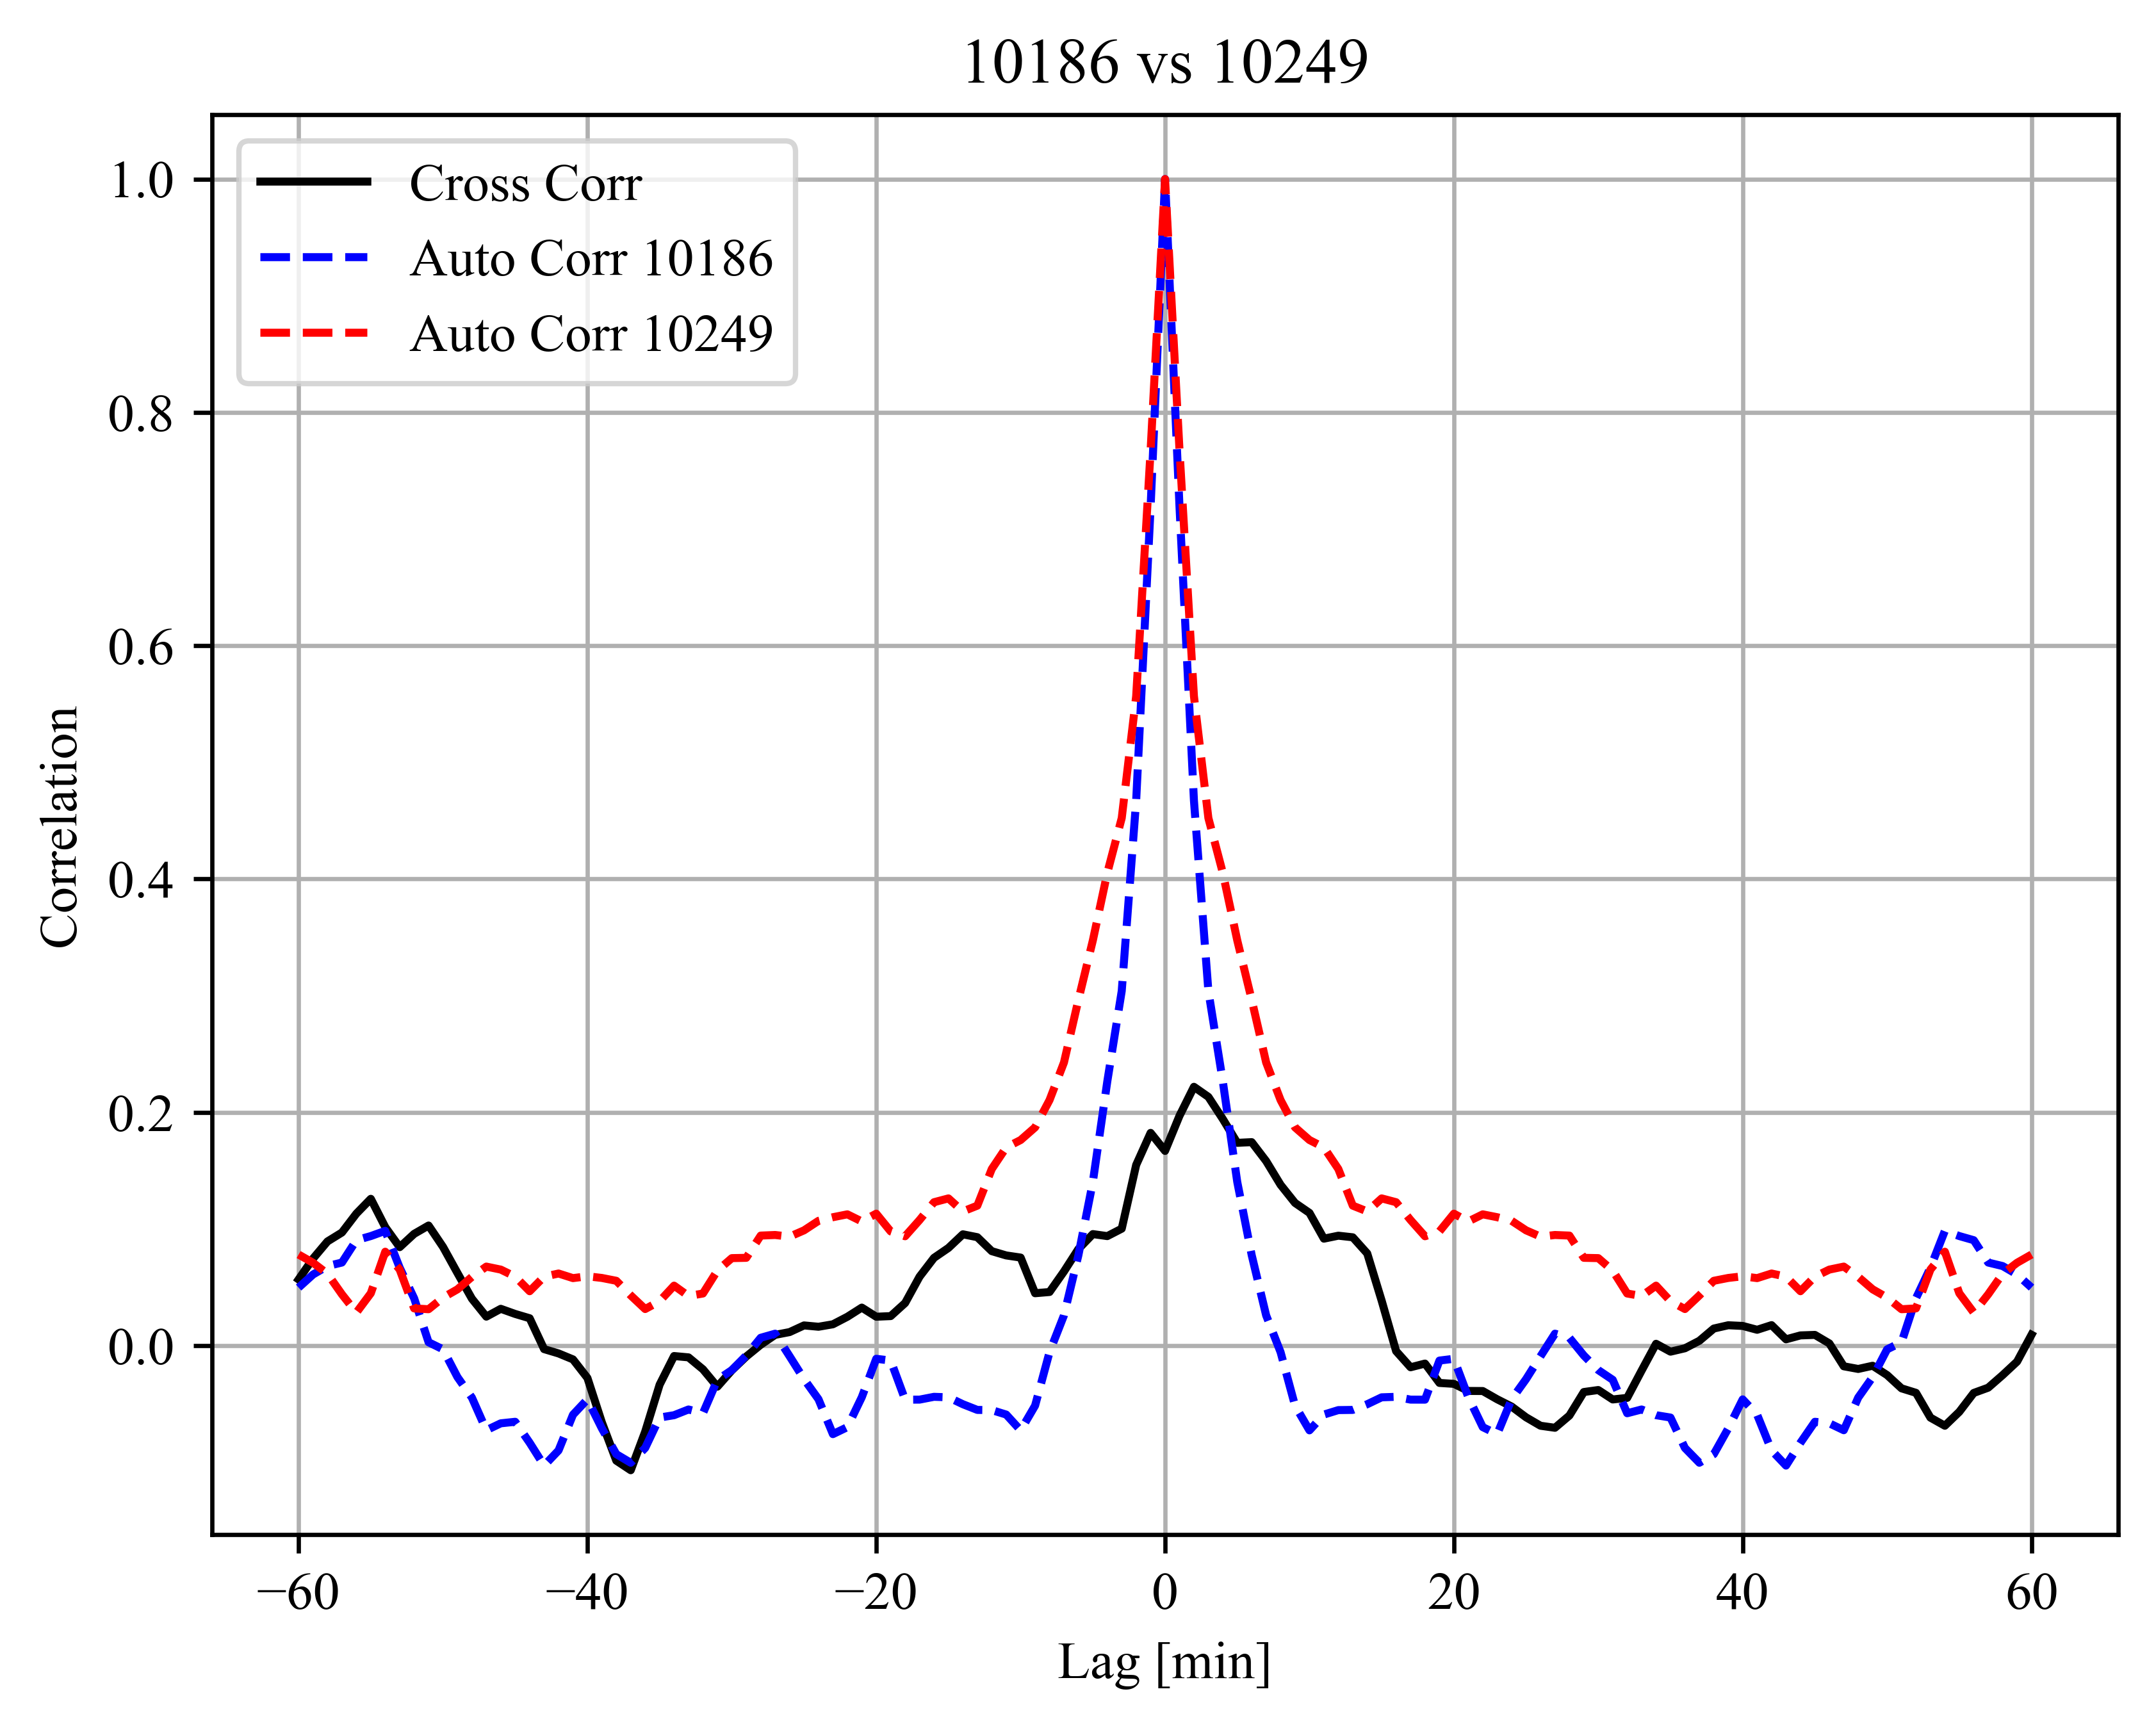 10186 vs 10249
Cross Corr
Auto Corr 10186
Auto Corr 10249
1.0
0.8
0.6
0.4
0.2
0.0
Correlation
−60 −40 −20 0 20 40 60
Lag [min]